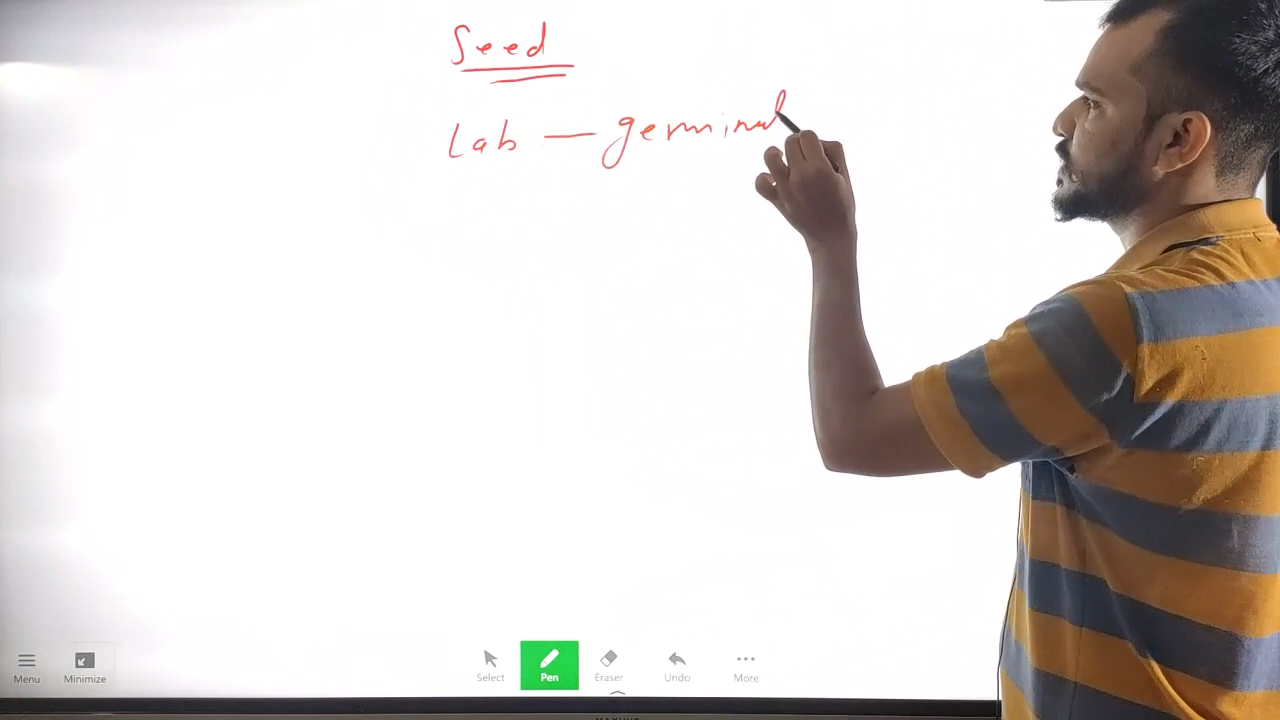 Seed
Lab — germinat
Menu
Minimize
Select
Pen
Eraser
Undo
More